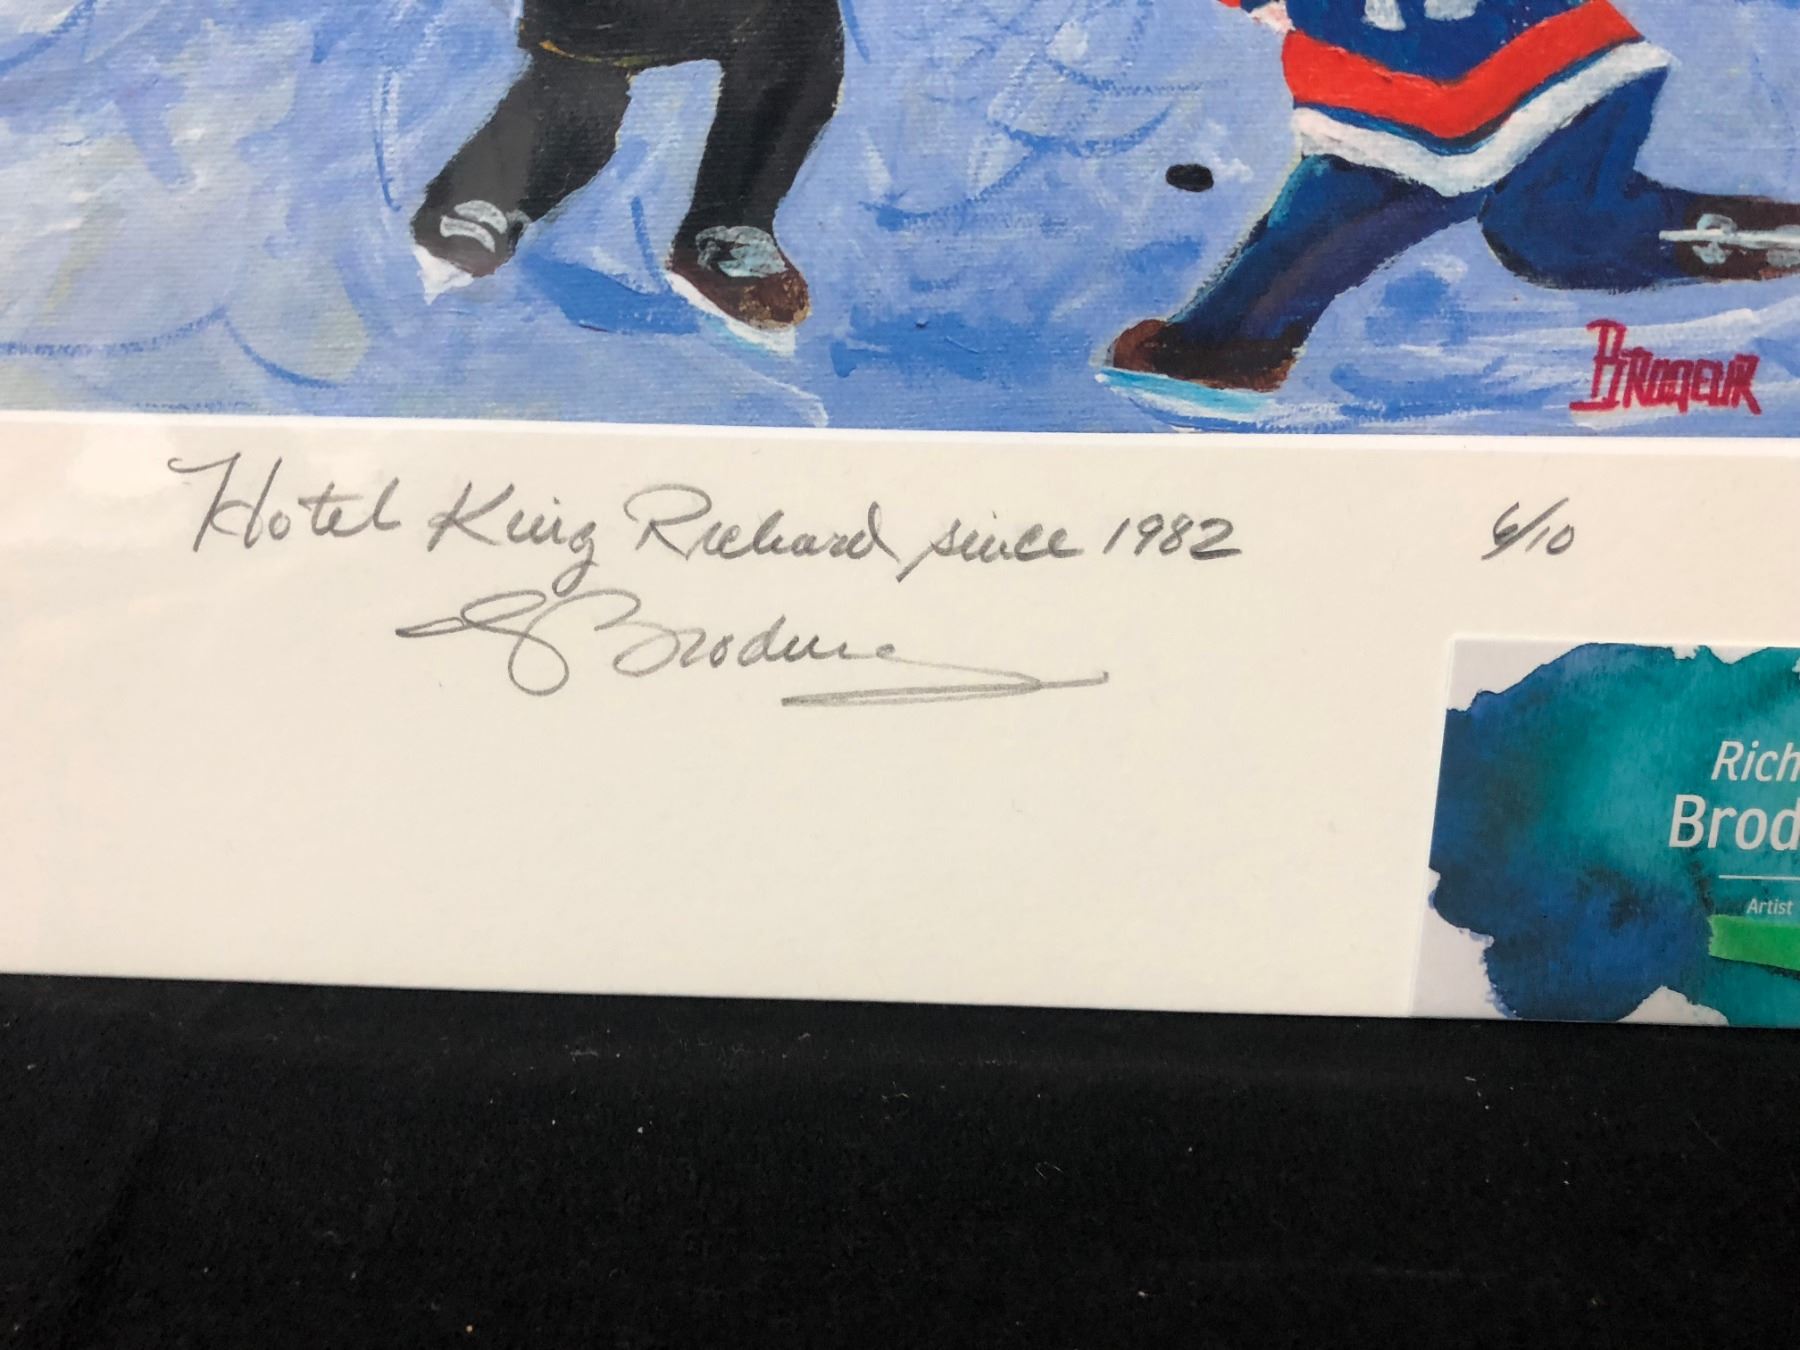 BRODEUR
Hotel King Richard since 1982 6/10
Brodeur
Rich
Brod
Artist